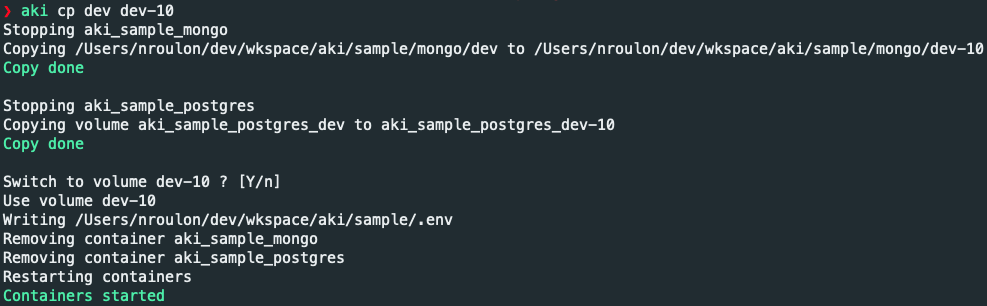 ❯ aki cp dev dev-10
Stopping aki_sample_mongo
Copying /Users/nroulon/dev/wkspace/aki/sample/mongo/dev to /Users/nroulon/dev/wkspace/aki/sample/mongo/dev-10
Copy done
Stopping aki_sample_postgres
Copying volume aki_sample_postgres_dev to aki_sample_postgres_dev-10
Copy done
Switch to volume dev-10 ? [Y/n]
Use volume dev-10
Writing /Users/nroulon/dev/wkspace/aki/sample/.env
Removing container aki_sample_mongo
Removing container aki_sample_postgres
Restarting containers
Containers started